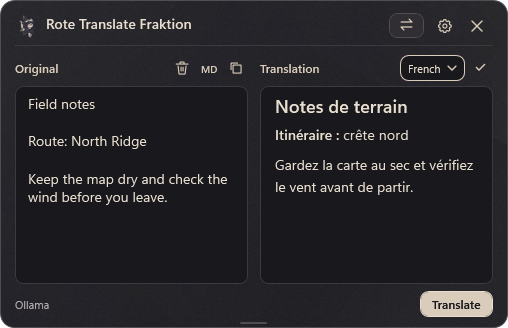 Rote Translate Fraktion
Original
MD
Translation
French
Field notes
Route: North Ridge
Keep the map dry and check the
wind before you leave.
Notes de terrain
Itinéraire : crête nord
Gardez la carte au sec et vérifiez
le vent avant de partir.
Ollama
Translate